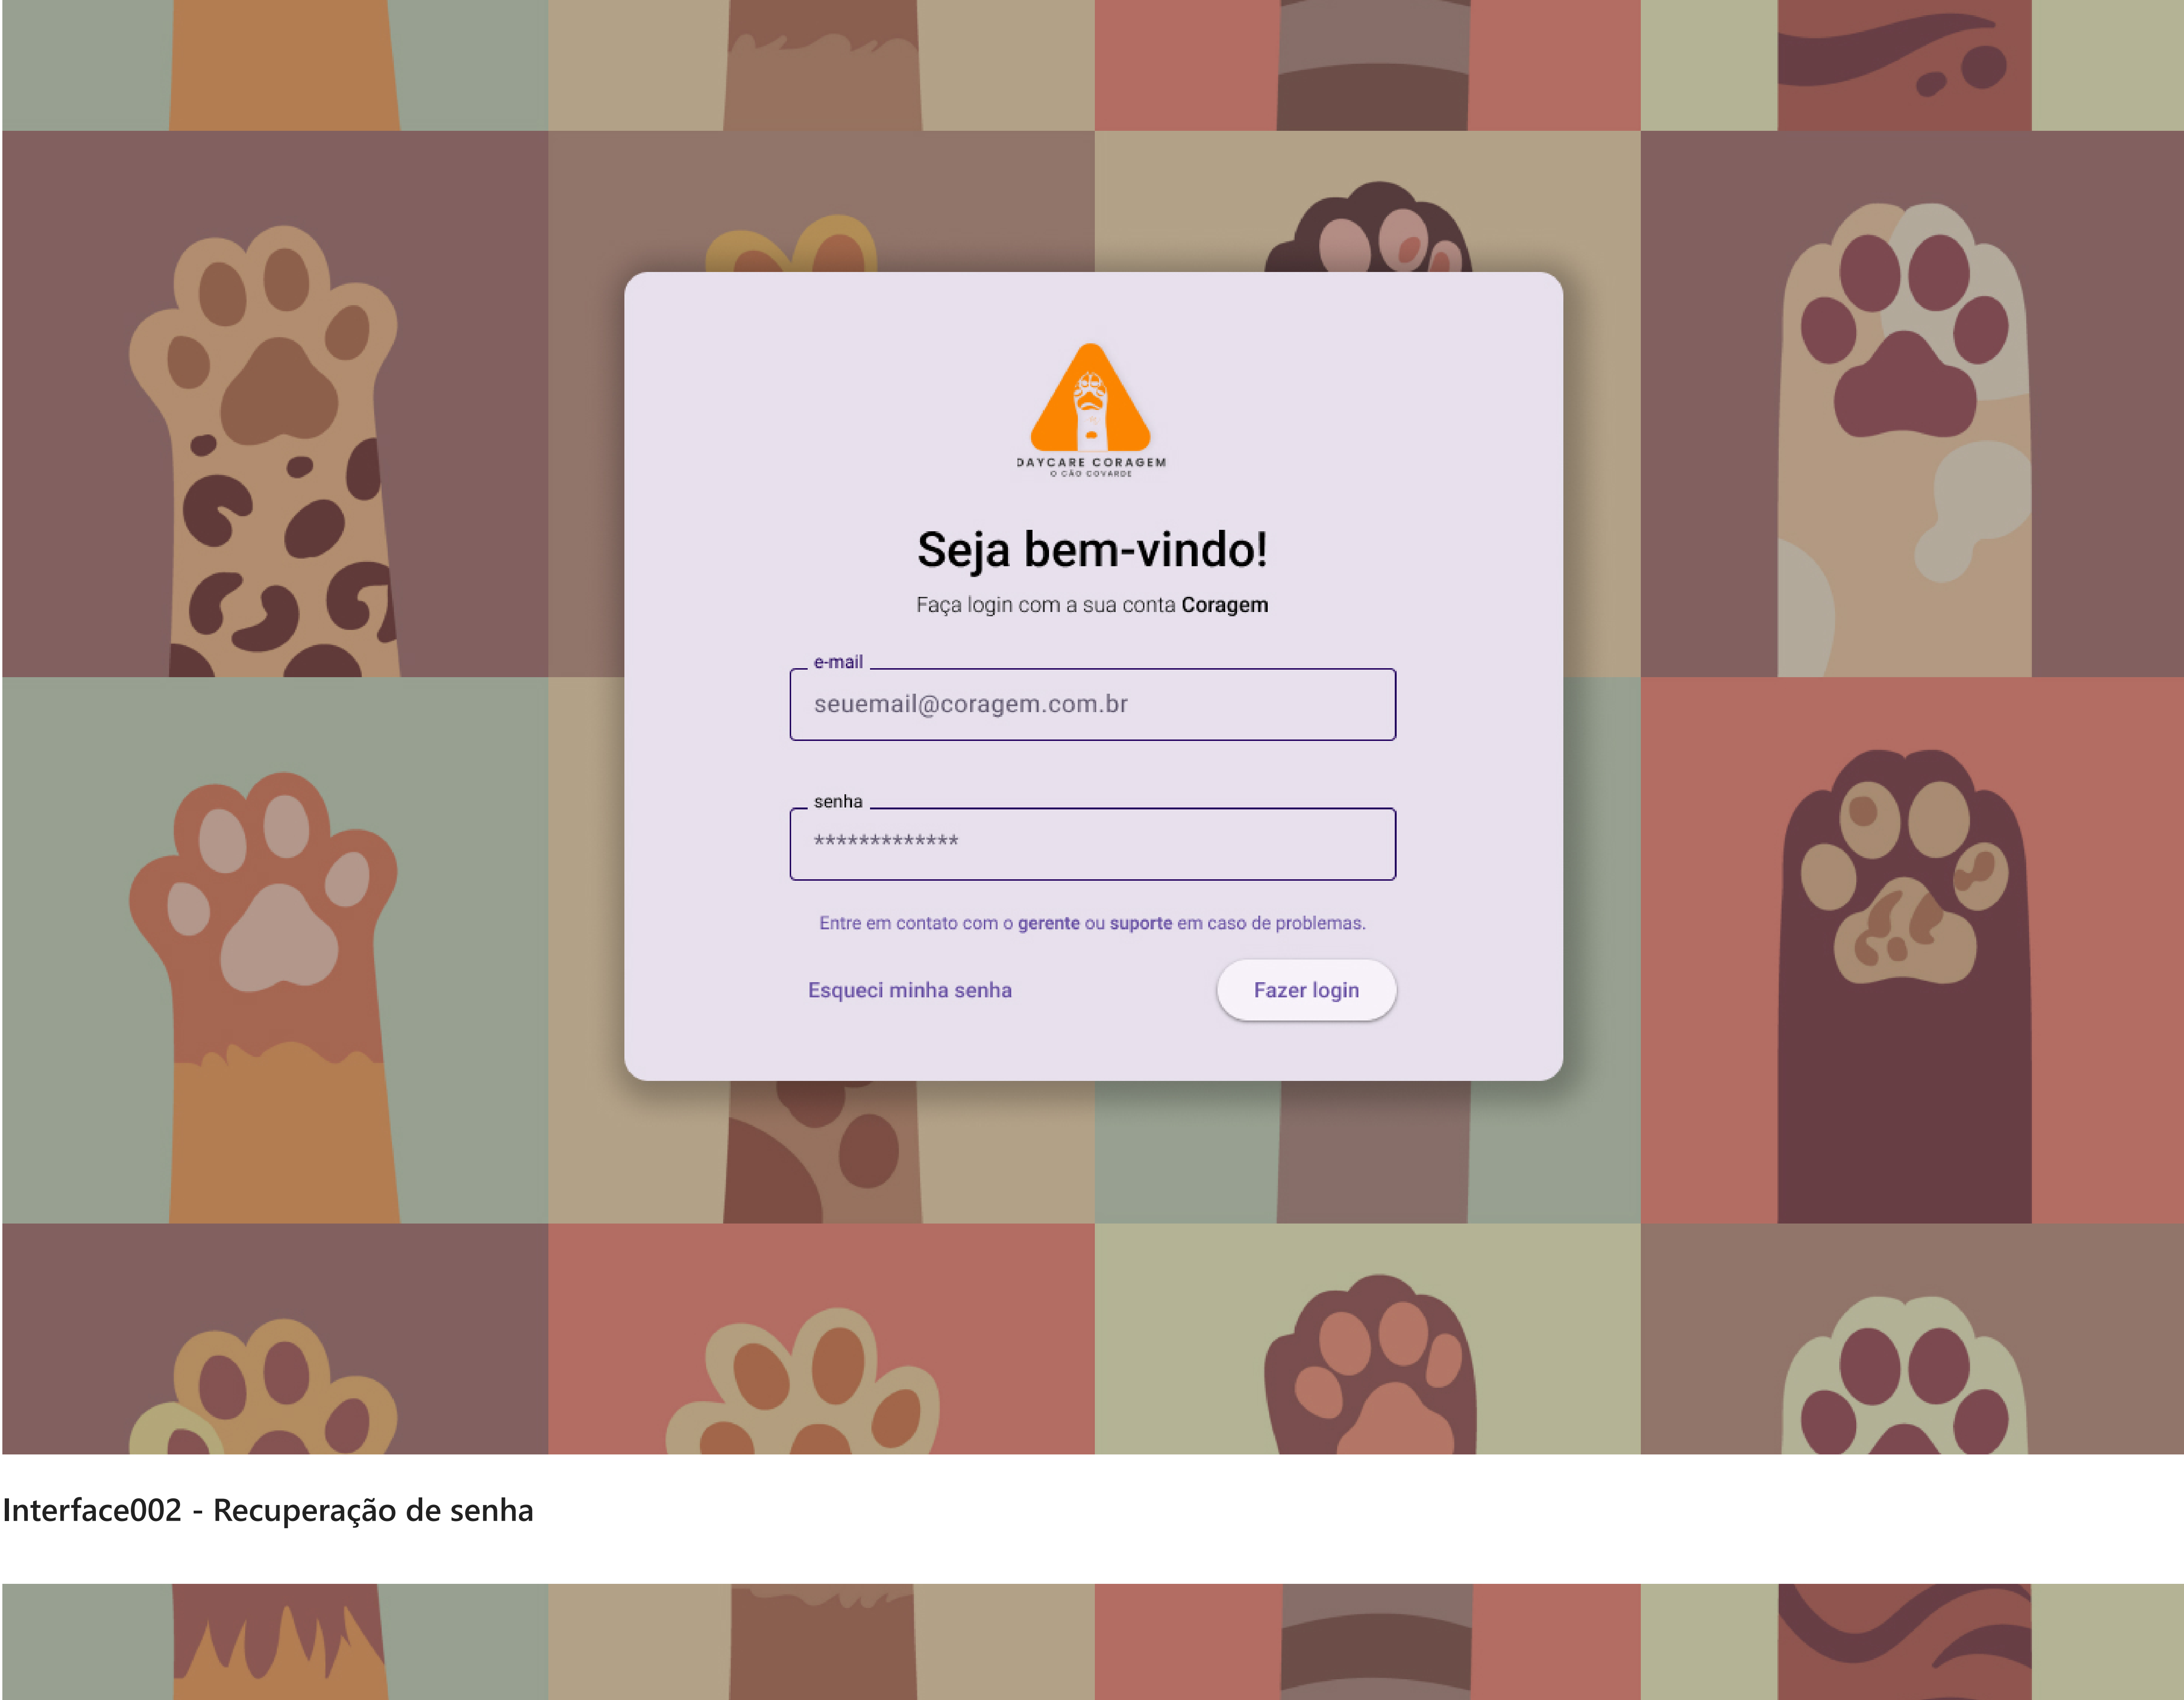 DAYCARE CORAGEM
O CÃO COVARDE
Seja bem-vindo!
Faça login com a sua conta Coragem
e-mail
seuemail@coragem.com.br
senha
*************
Entre em contato com o gerente ou suporte em caso de problemas.
Esqueci minha senha
Fazer login
Interface002 - Recuperação de senha